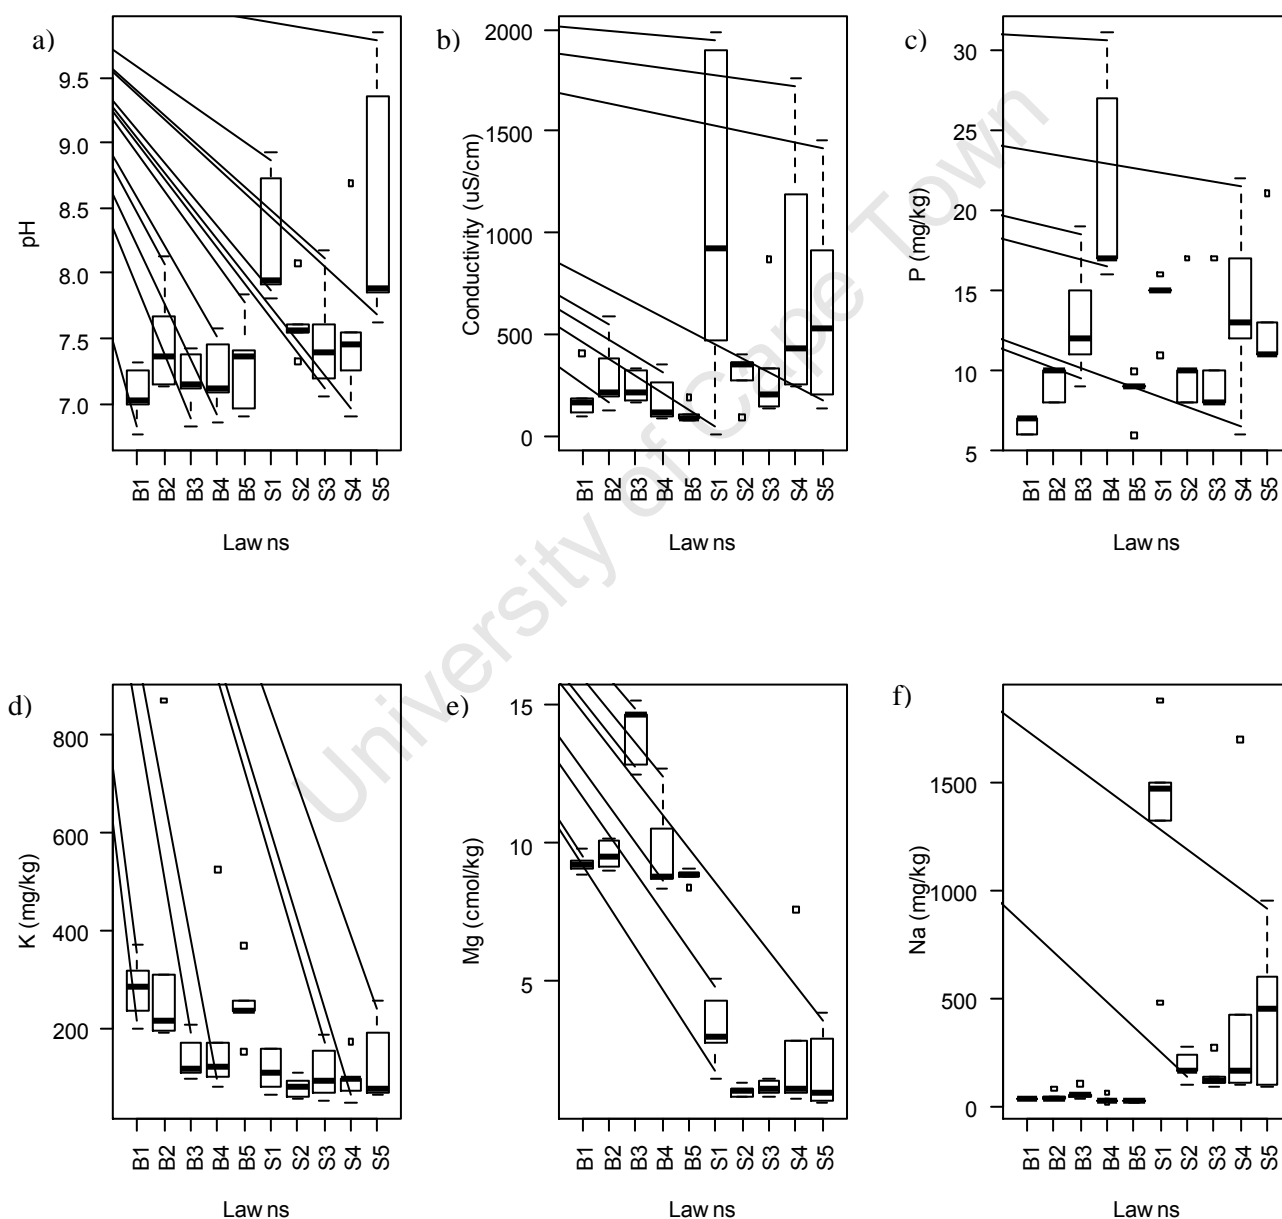 a)
b)
c)
pH
9.5
9.0
8.5
8.0
7.5
7.0
B1 B2 B3 B4 B5 S1 S2 S3 S4 S5
Law ns
Conductivity (uS/cm)
2000
1500
1000
500
0
B1 B2 B3 B4 B5 S1 S2 S3 S4 S5
Law ns
P (mg/kg)
30
25
20
15
10
5
B1 B2 B3 B4 B5 S1 S2 S3 S4 S5
Law ns
University of Cape Town
d)
e)
f)
K (mg/kg)
800
600
400
200
B1 B2 B3 B4 B5 S1 S2 S3 S4 S5
Law ns
Mg (cmol/kg)
15
10
5
B1 B2 B3 B4 B5 S1 S2 S3 S4 S5
Law ns
Na (mg/kg)
1500
1000
500
0
B1 B2 B3 B4 B5 S1 S2 S3 S4 S5
Law ns